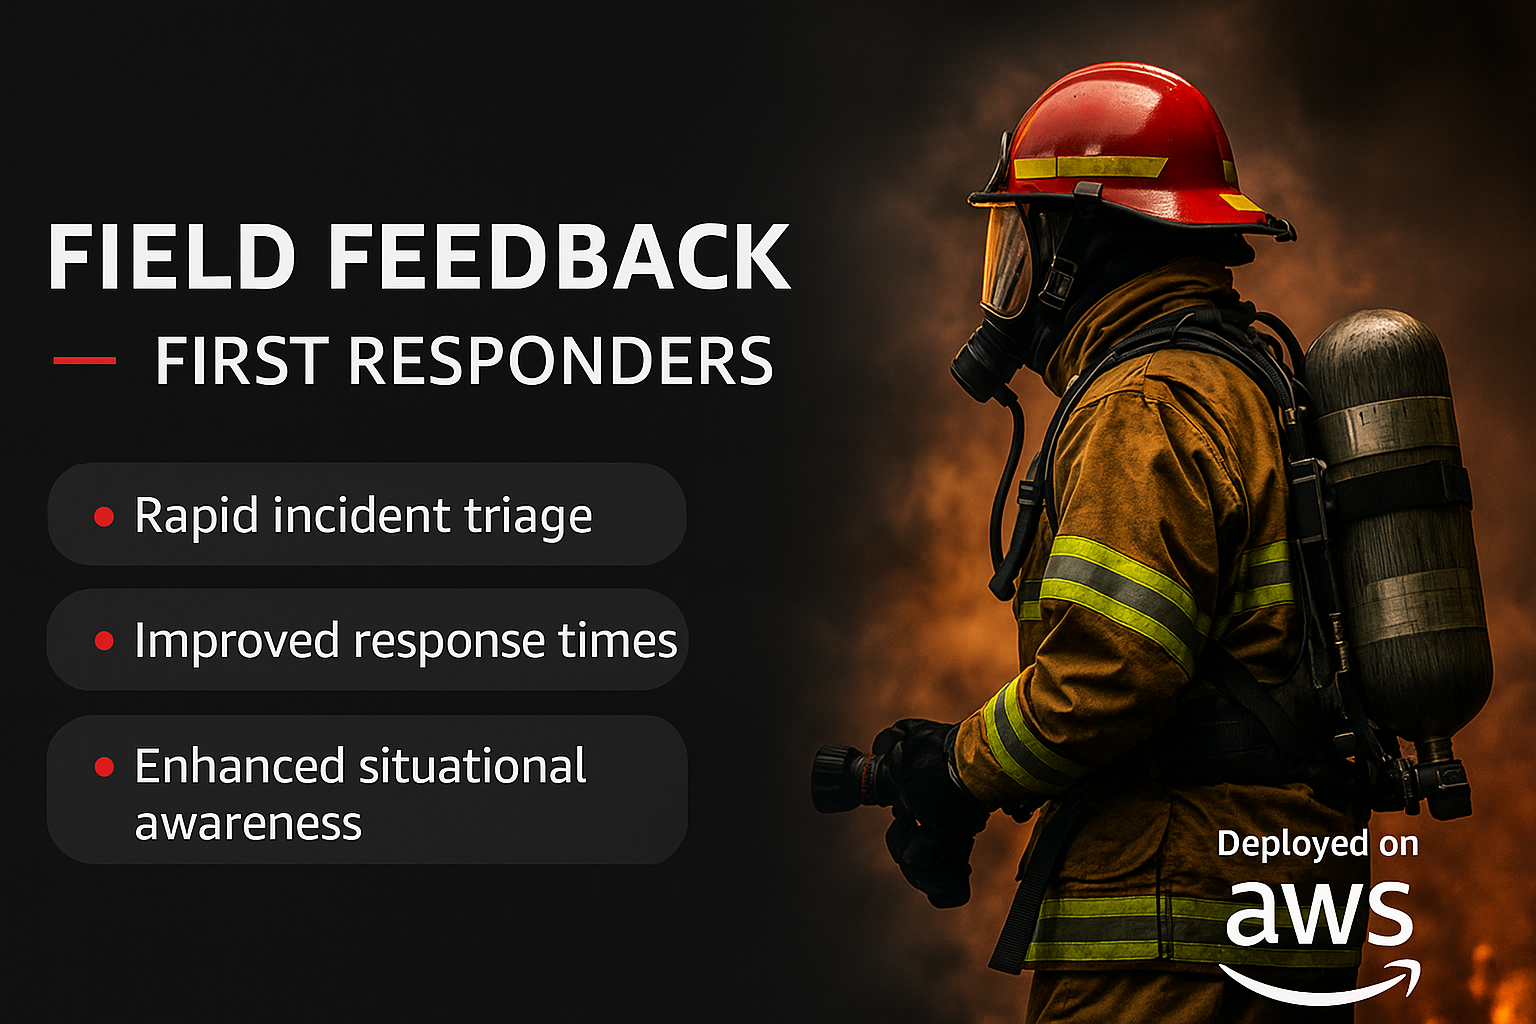 FIELD FEEDBACK
— FIRST RESPONDERS
• Rapid incident triage
• Improved response times
• Enhanced situational
awareness
Deployed on
aws